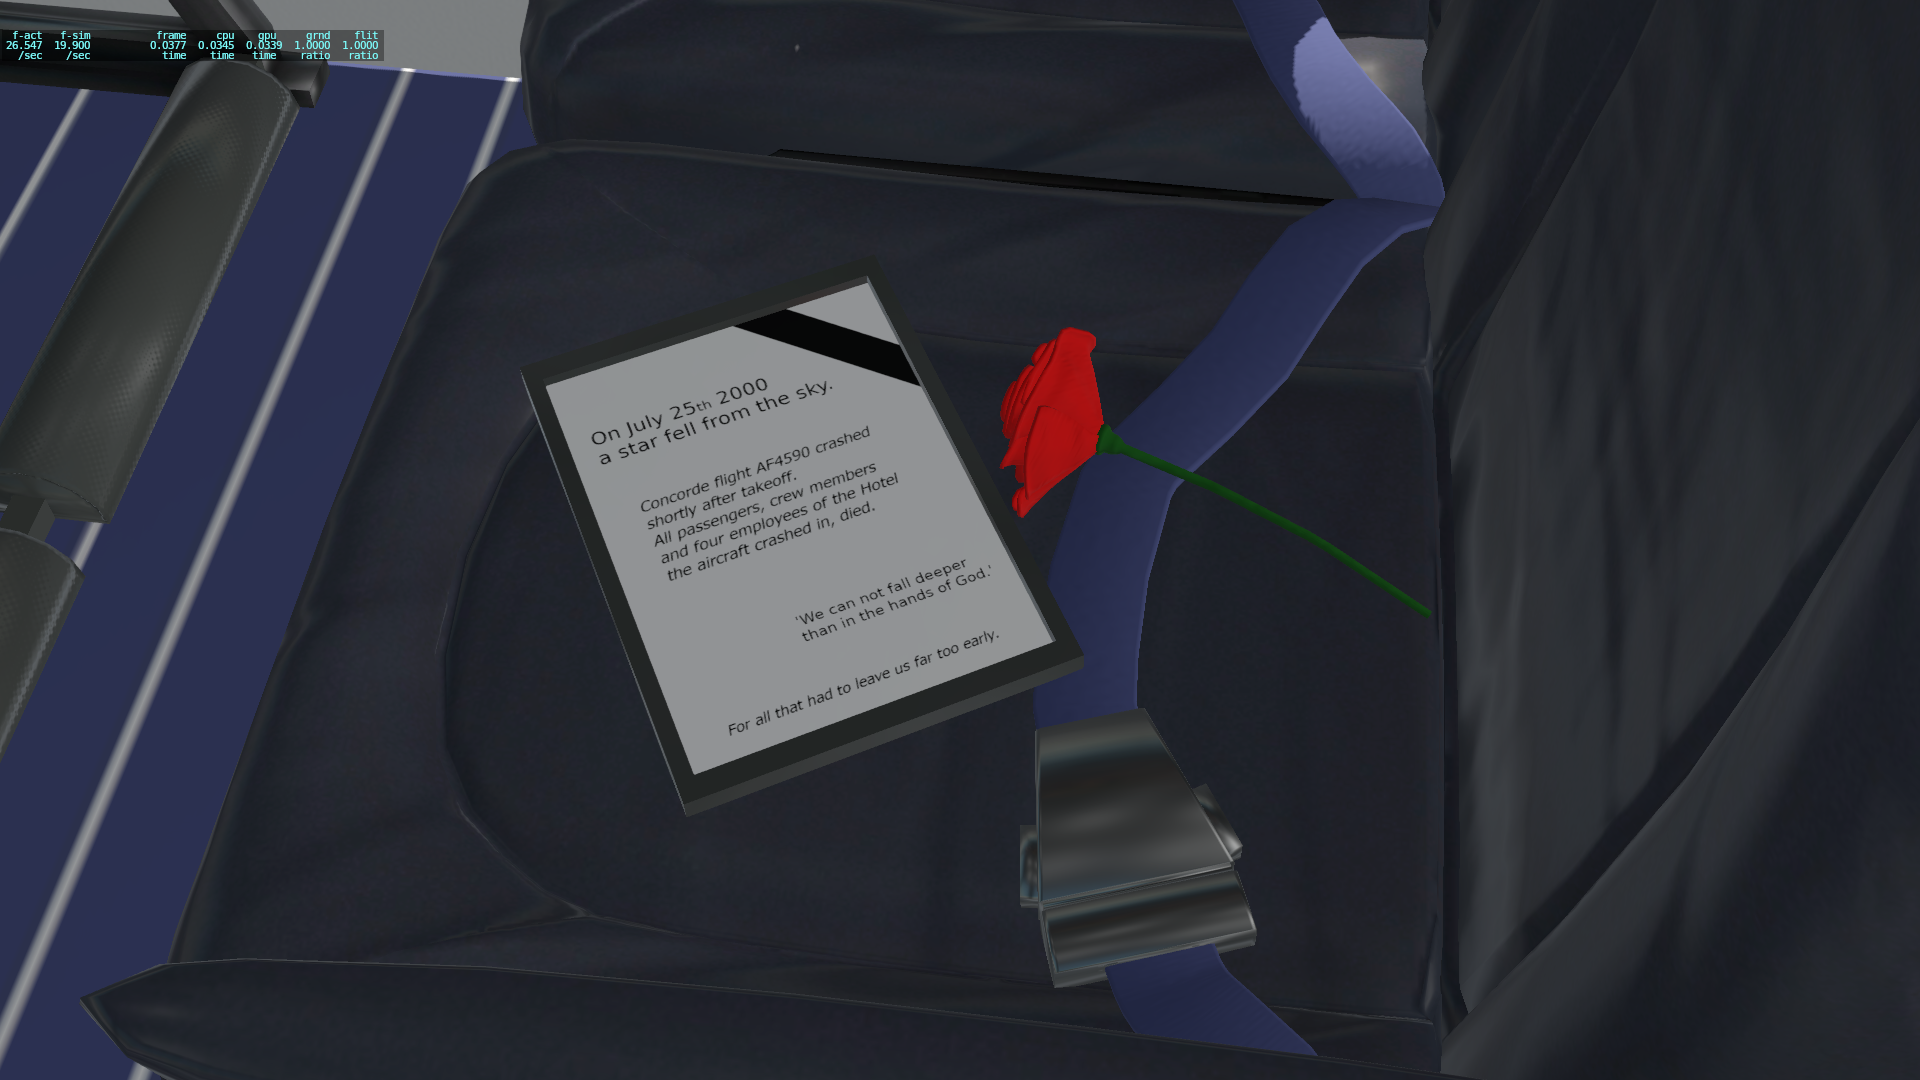 f-act f-sim frame cpu gpu grnd flit
26.547 19.900 0.0377 0.0345 0.0339 1.0000 1.0000
/sec /sec time time time ratio ratio
On July 25th 2000
a star fell from the sky.
Concorde flight AF4590 crashed
shortly after takeoff.
All passengers, crew members
and four employees of the Hotel
the aircraft crashed in, died.
'We can not fall deeper
than in the hands of God.'
For all that had to leave us far too early.